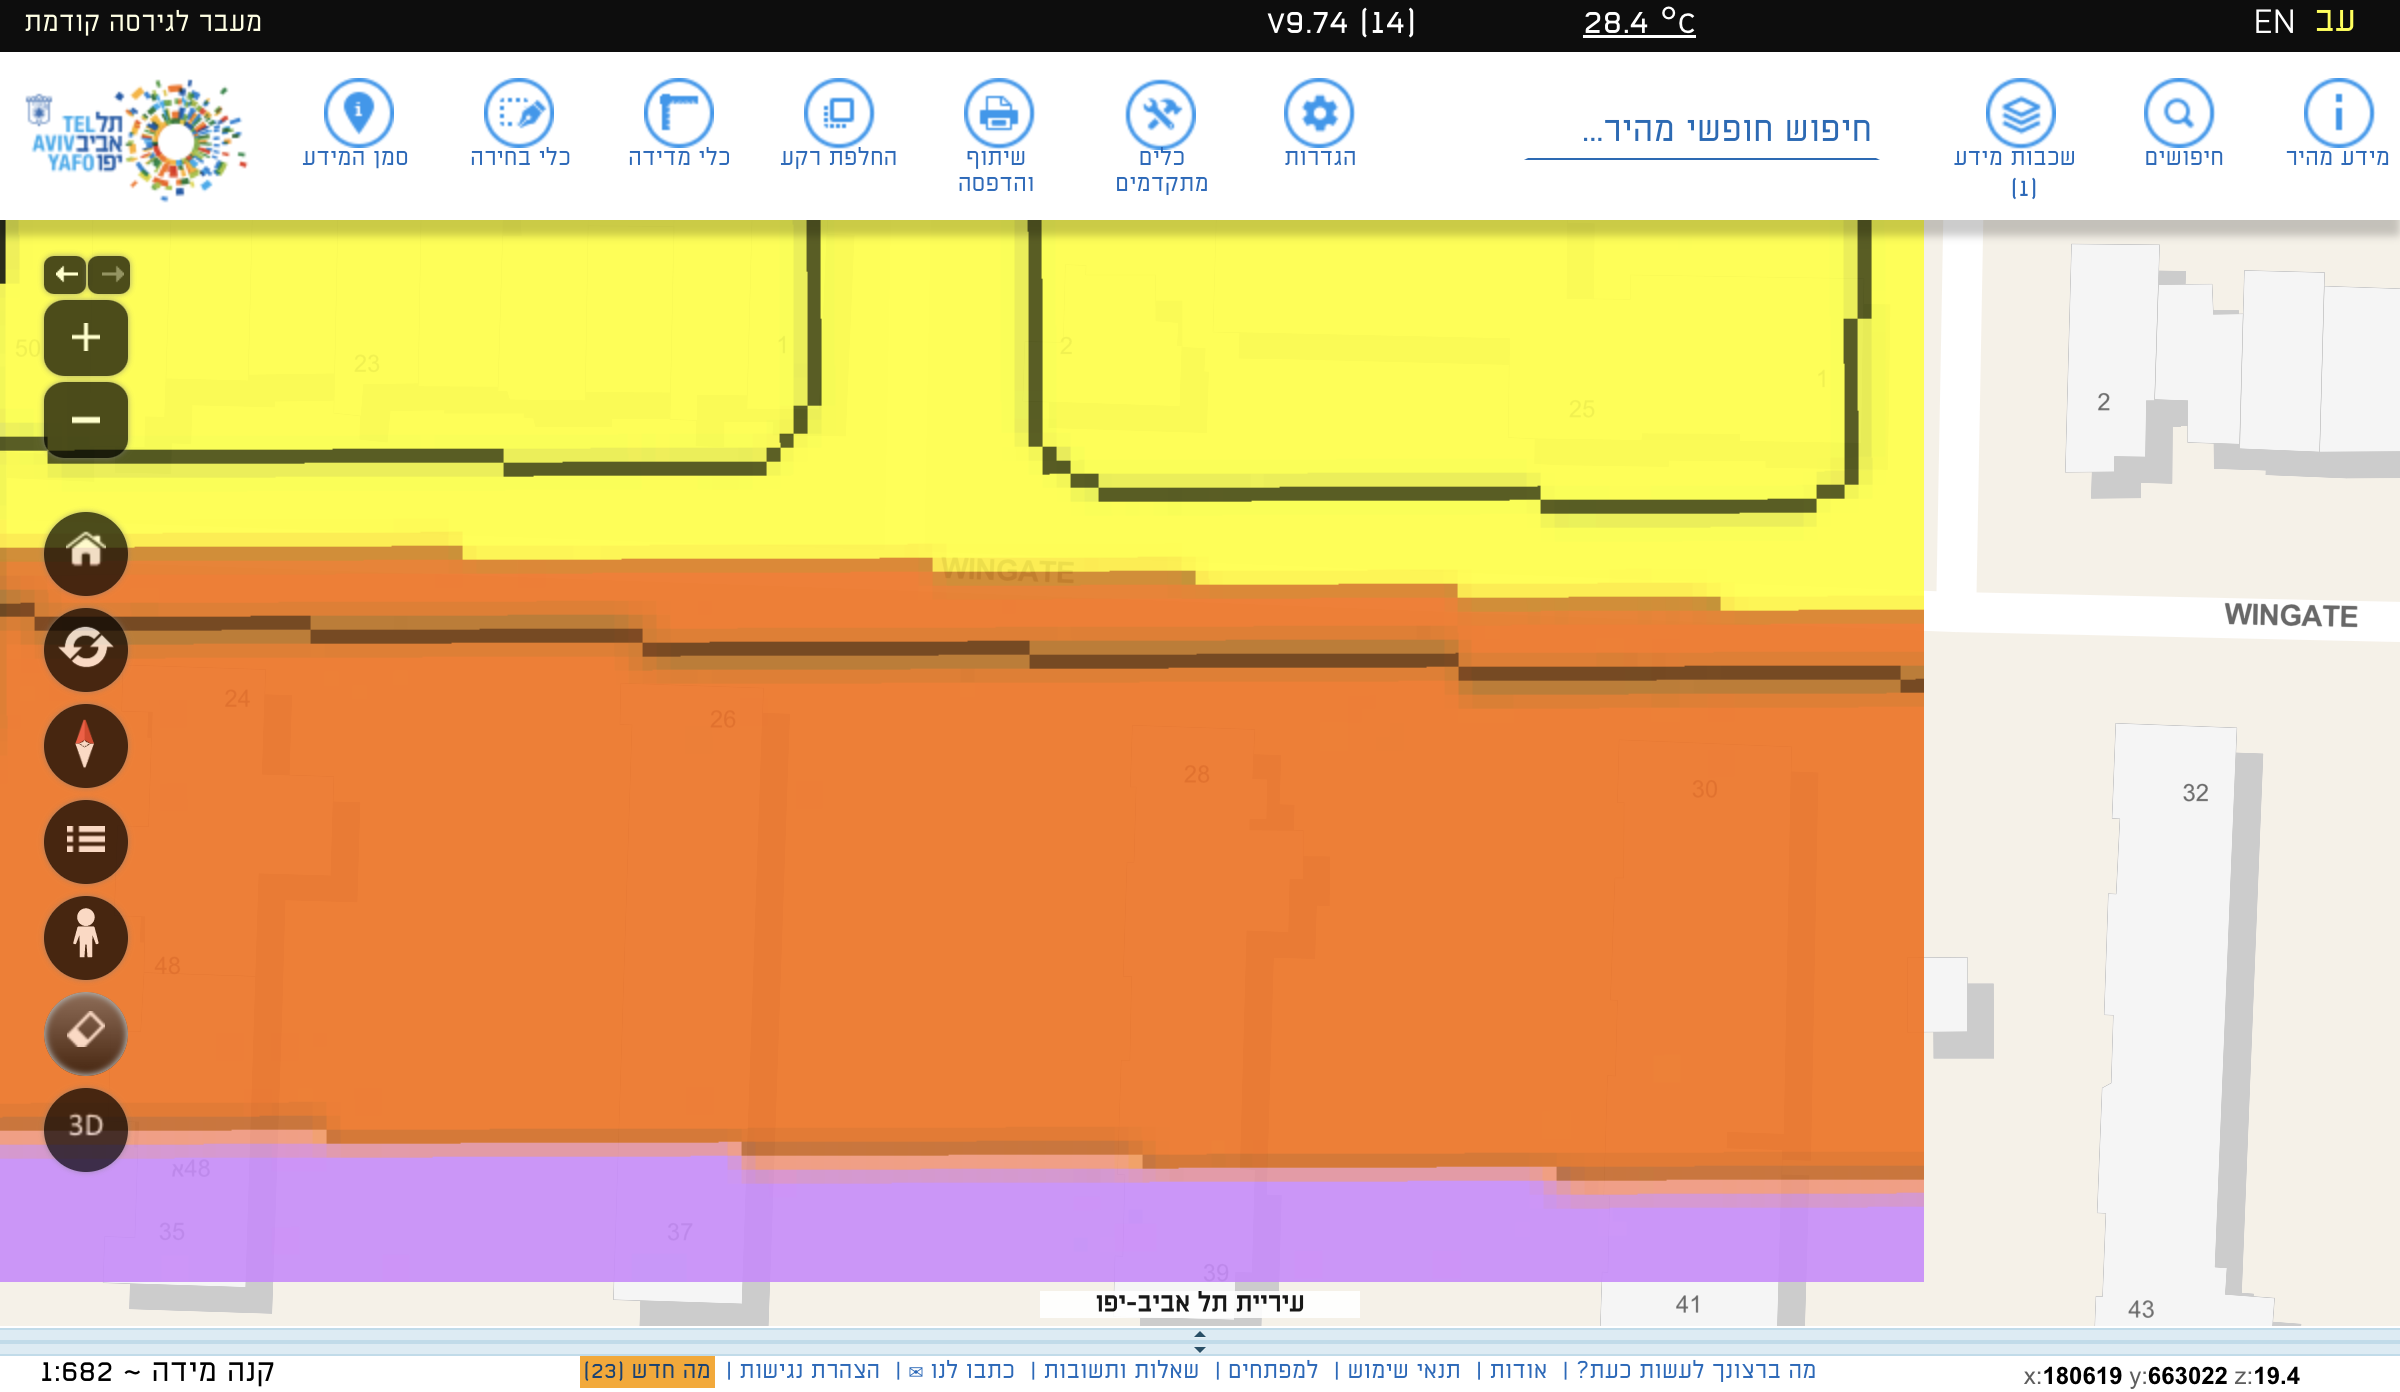 עב EN
28.4 °C
V9.74 (14)
מעבר לגירסה קודמת
מידע מהיר
חיפושים
שכבות מידע
(1)
חיפוש חופשי מהיר...
הגדרות
כלים
מתקדמים
שיתוף
והדפסה
החלפת רקע
כלי מדידה
כלי בחירה
סמן המידע
TEL תל
AVIV אביב
YAFO יפו
50
23
1
2
25
1
2
WINGATE
WINGATE
24
26
28
30
32
48
3D
48א
35
37
39
41
43
עיריית תל אביב-יפו
מה ברצונך לעשות כעת? | אודות | תנאי שימוש | למפתחים | שאלות ותשובות | כתבו לנו ✉ | הצהרת נגישות | מה חדש (23)
קנה מידה ~ 1:682
x:180619 y:663022 z:19.4